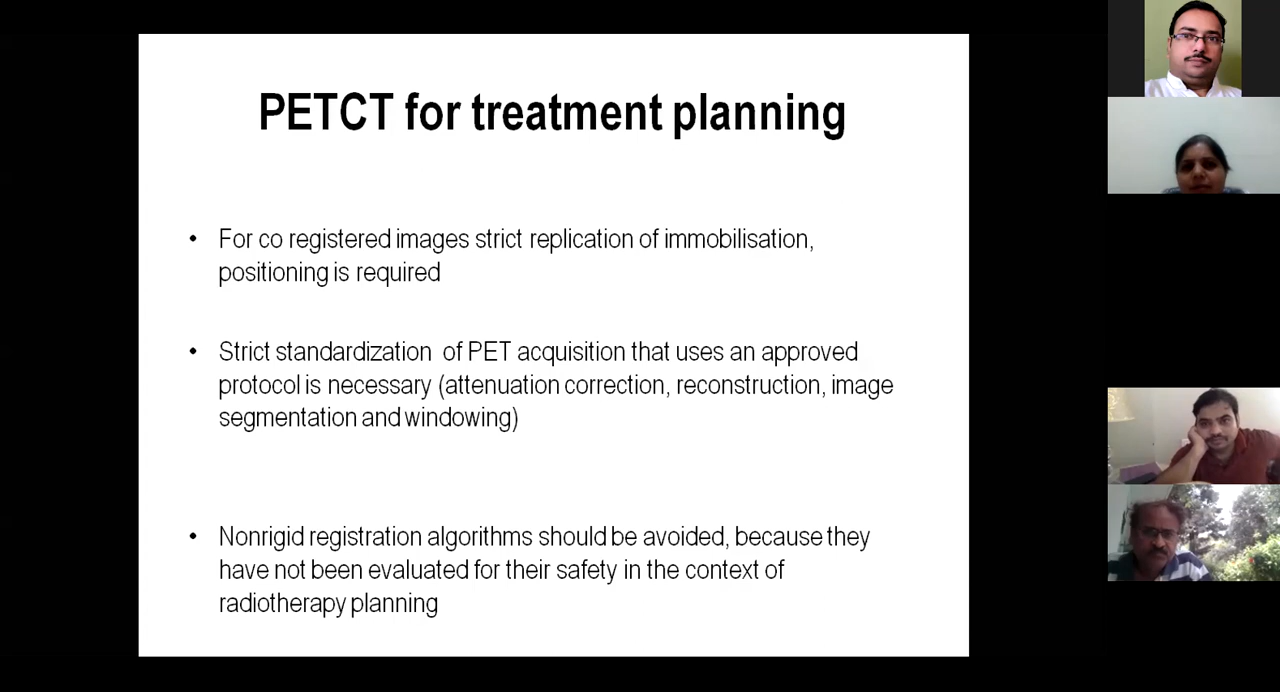 PETCT for treatment planning
• For co registered images strict replication of immobilisation,
positioning is required
• Strict standardization of PET acquisition that uses an approved
protocol is necessary (attenuation correction, reconstruction, image
segmentation and windowing)
• Nonrigid registration algorithms should be avoided, because they
have not been evaluated for their safety in the context of
radiotherapy planning